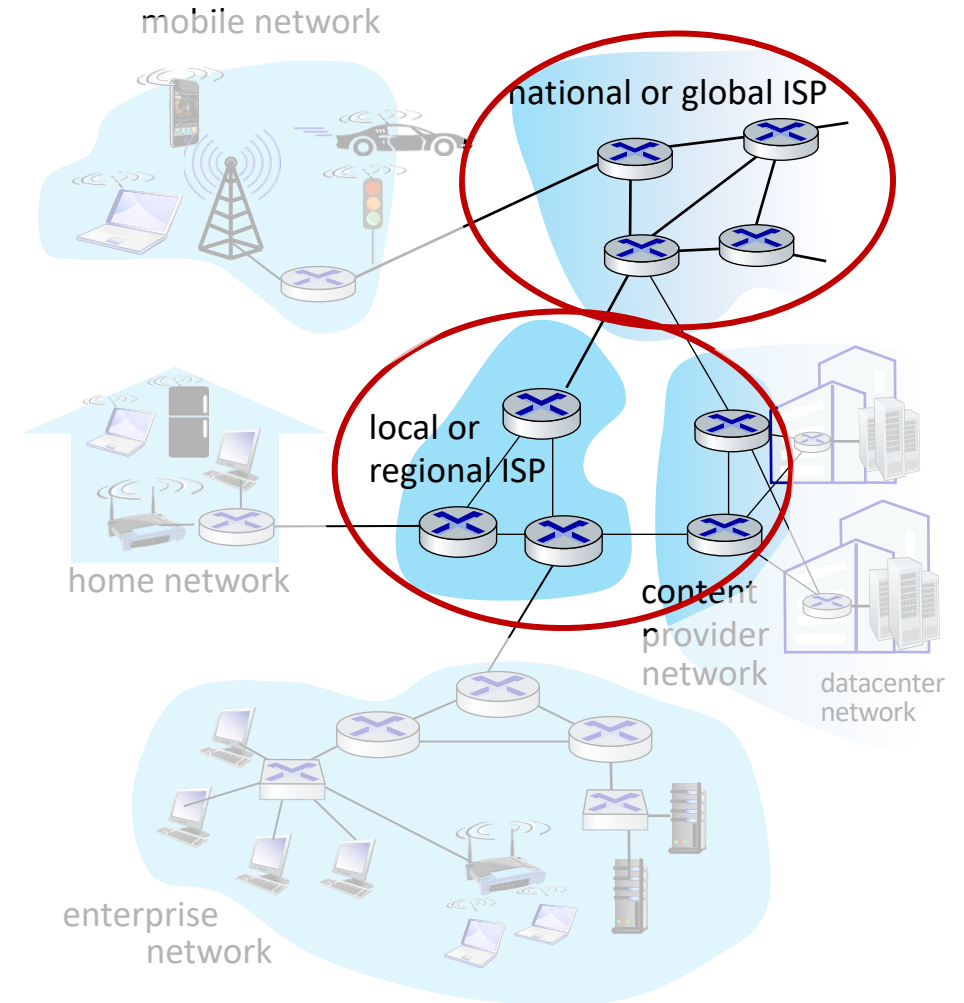 mobile network
national or global ISP
local or
regional ISP
home network
content
provider
network
datacenter
network
enterprise
network